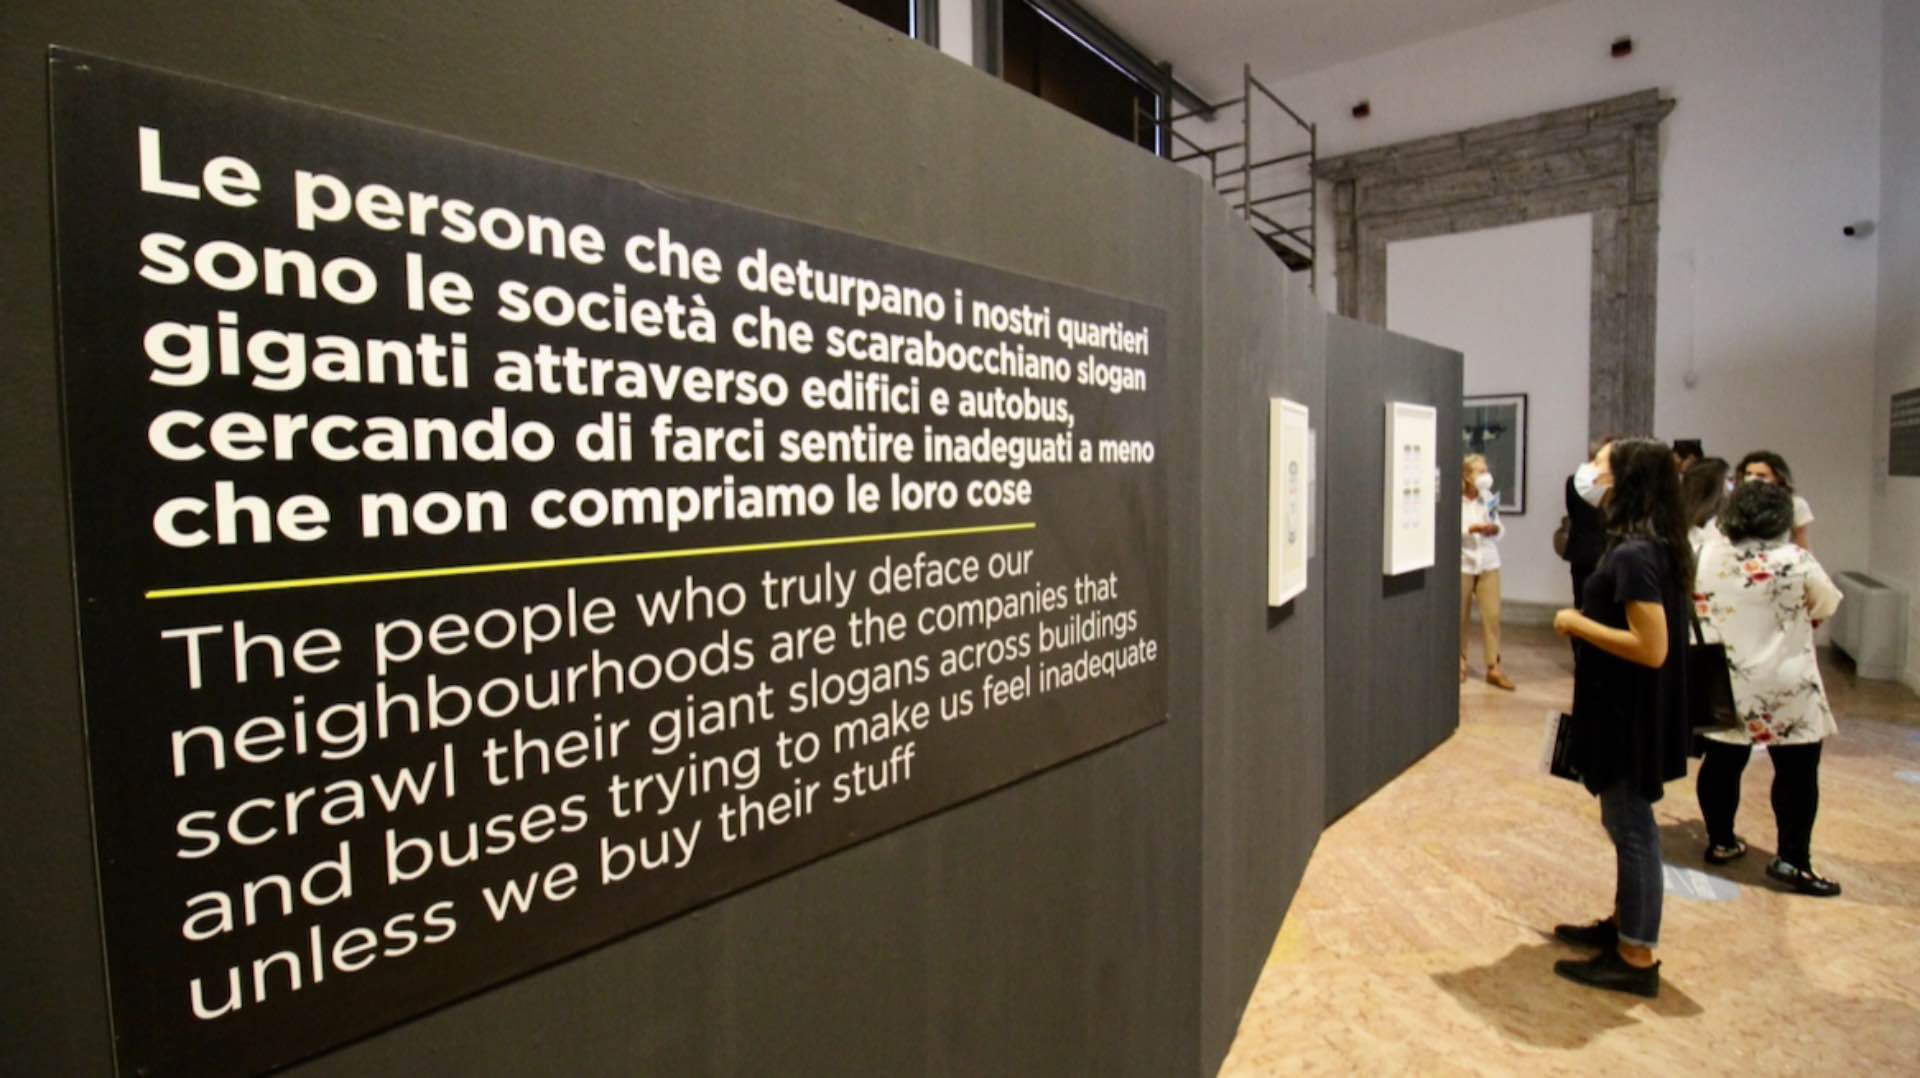 Le persone che deturpano i nostri quartieri
sono le società che scarabocchiano slogan
giganti attraverso edifici e autobus,
cercando di farci sentire inadeguati a meno
che non compriamo le loro cose
The people who truly deface our
neighbourhoods are the companies that
scrawl their giant slogans across buildings
and buses trying to make us feel inadequate
unless we buy their stuff